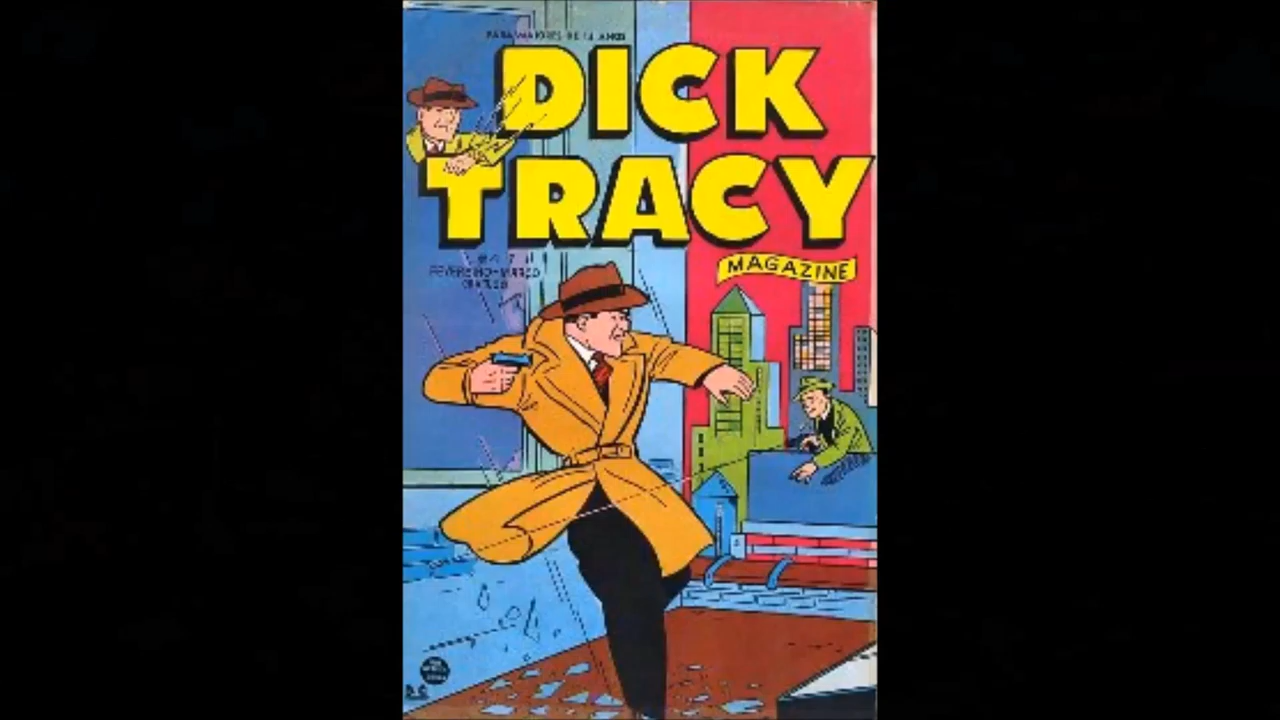 PARA MAIORES DE 14 ANOS
DICK
TRACY
MAGAZINE
FEVEREIRO-MARÇO